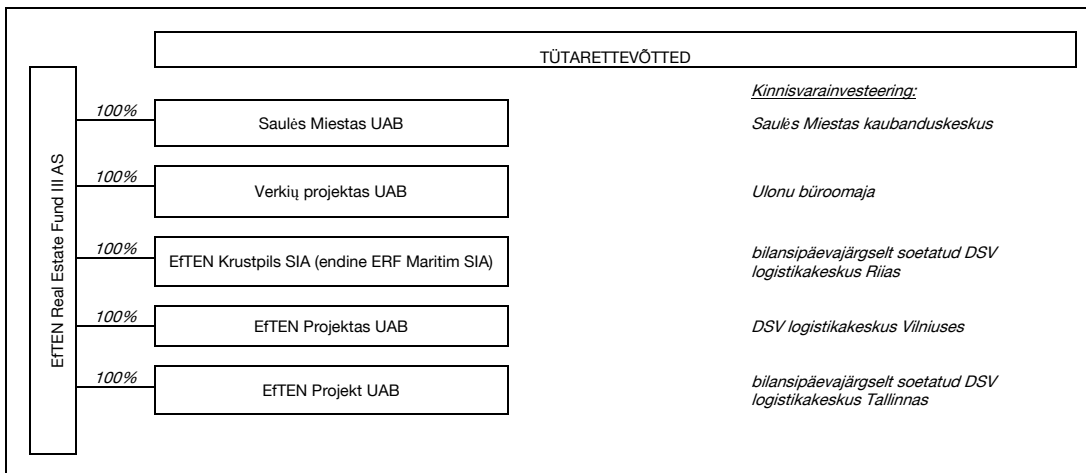 TÜTARETTEVÕTTED
EfTEN Real Estate Fund III AS
Kinnisvarainvesteering:
100%
Saulės Miestas UAB
Saulės Miestas kaubanduskeskus
100%
Verkių projektas UAB
Ulonu büroomaja
100%
EfTEN Krustpils SIA (endine ERF Maritim SIA)
bilansipäevajärgselt soetatud DSV
logistikakeskus Riias
100%
EfTEN Projektas UAB
DSV logistikakeskus Vilniuses
100%
EfTEN Projekt UAB
bilansipäevajärgselt soetatud DSV
logistikakeskus Tallinnas